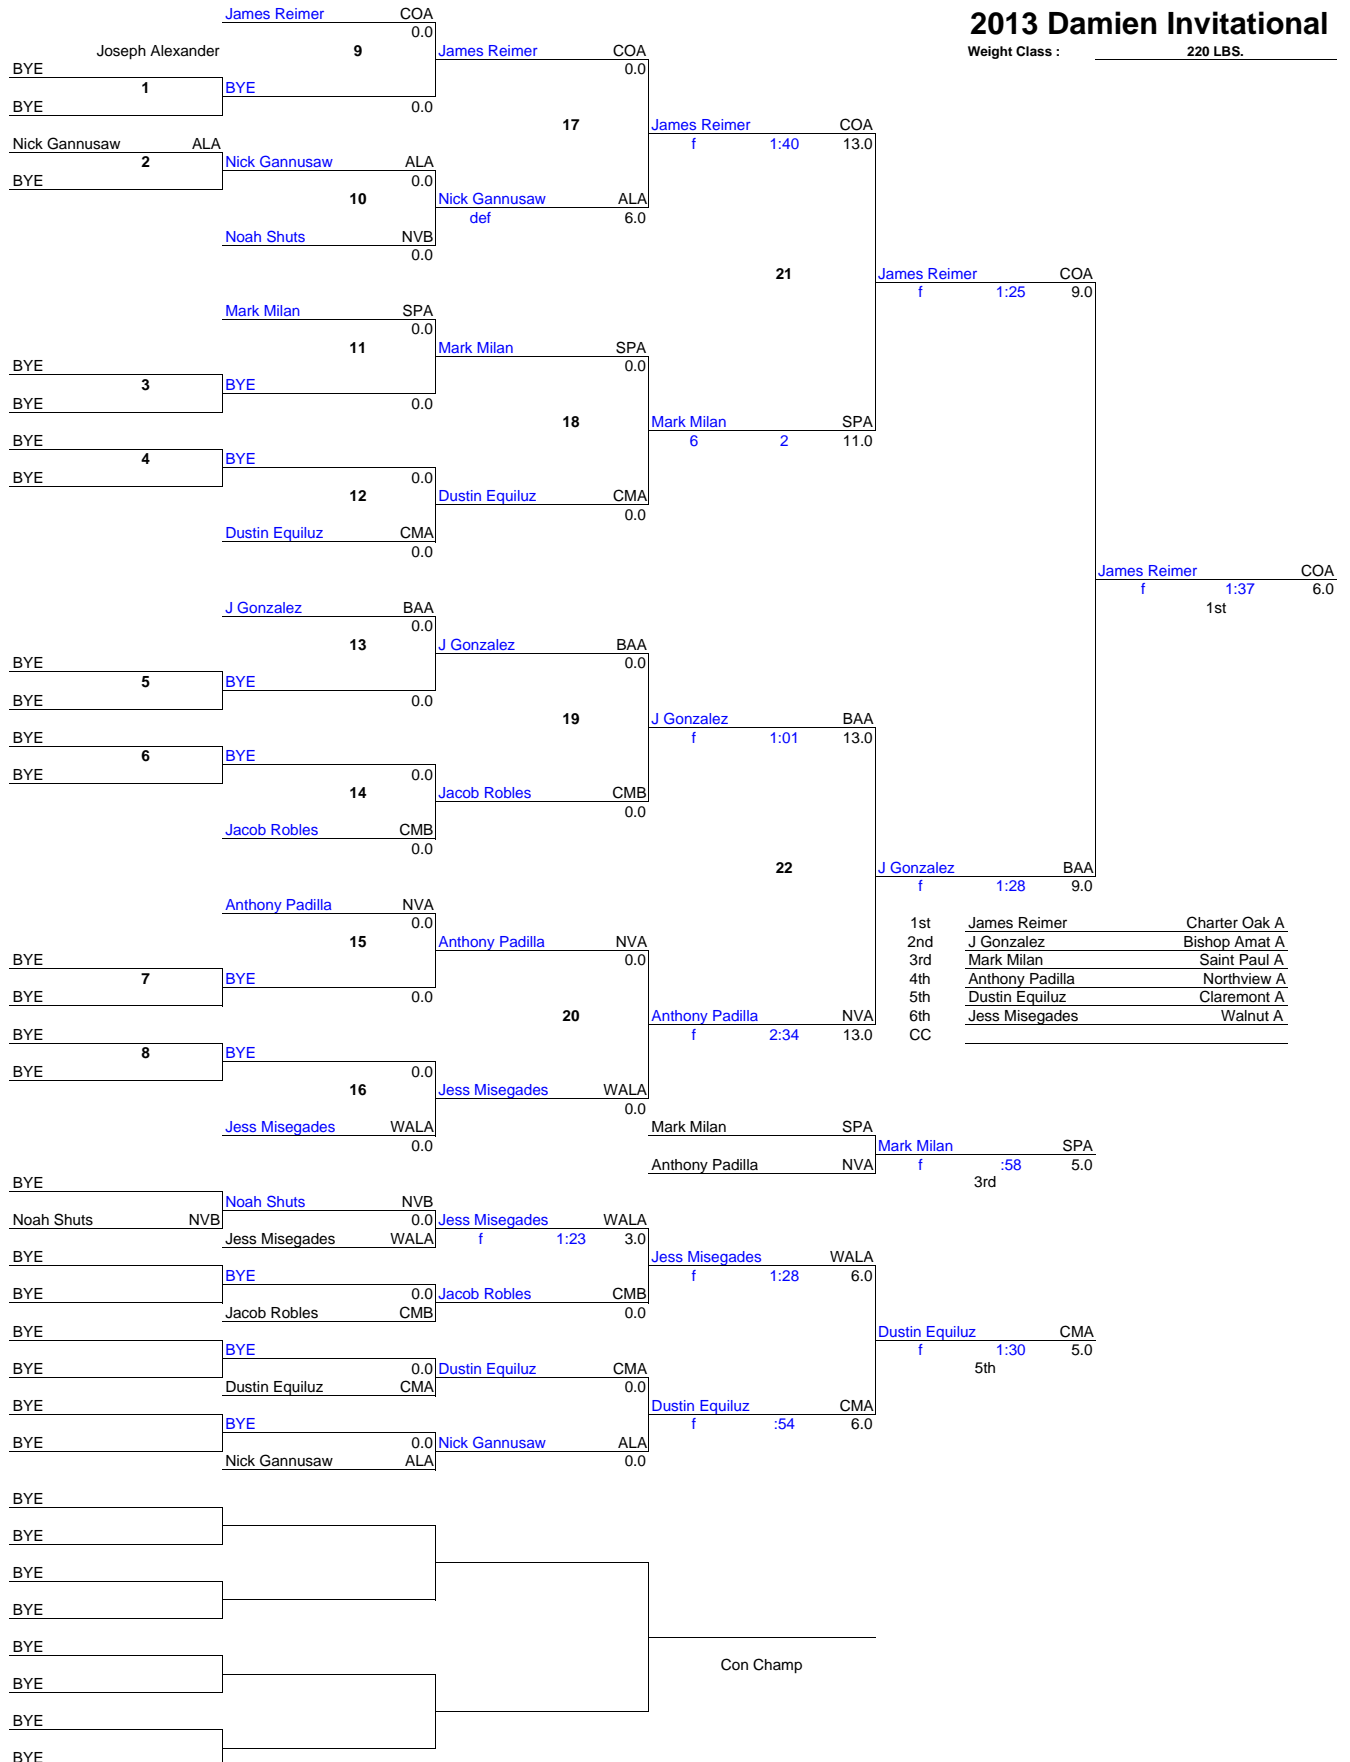 2013 Damien Invitational
Weight Class : 220 LBS.
James Reimer COA
0.0
Joseph Alexander 9 James Reimer COA
BYE 0.0
1 BYE
BYE 0.0
17 James Reimer COA
Nick Gannusaw ALA f 1:40 13.0
2 Nick Gannusaw ALA
BYE 0.0
10 Nick Gannusaw ALA
def 6.0
Noah Shuts NVB
0.0
21 James Reimer COA
f 1:25 9.0
Mark Milan SPA
0.0
11 Mark Milan SPA
BYE 0.0
3 BYE
BYE 0.0
18 Mark Milan SPA
BYE 6 2 11.0
4 BYE
BYE 0.0
12 Dustin Equiluz CMA
0.0
Dustin Equiluz CMA
0.0
James Reimer COA
f 1:37 6.0
1st
J Gonzalez BAA
0.0
13 J Gonzalez BAA
BYE 0.0
5 BYE
BYE 0.0
19 J Gonzalez BAA
BYE f 1:01 13.0
6 BYE
BYE 0.0
14 Jacob Robles CMB
0.0
Jacob Robles CMB
0.0
22 J Gonzalez BAA
f 1:28 9.0
Anthony Padilla NVA
0.0
15 Anthony Padilla NVA
BYE 0.0
7 BYE
BYE 0.0
20 Anthony Padilla NVA
BYE f 2:34 13.0
8 BYE
BYE 0.0
16 Jess Misegades WALA
0.0
Jess Misegades WALA
0.0
1st James Reimer Charter Oak A
2nd J Gonzalez Bishop Amat A
3rd Mark Milan Saint Paul A
4th Anthony Padilla Northview A
5th Dustin Equiluz Claremont A
6th Jess Misegades Walnut A
CC
Mark Milan SPA
Mark Milan SPA
Anthony Padilla NVA f :58 5.0
3rd
BYE
Noah Shuts NVB
Noah Shuts NVB 0.0 Jess Misegades WALA
Jess Misegades WALA f 1:23 3.0
BYE Jess Misegades WALA
BYE f 1:28 6.0
BYE 0.0 Jacob Robles CMB
Jacob Robles CMB 0.0
BYE Dustin Equiluz CMA
BYE f 1:30 5.0
BYE 0.0 Dustin Equiluz CMA 5th
Dustin Equiluz CMA 0.0
BYE Dustin Equiluz CMA
BYE f :54 6.0
BYE 0.0 Nick Gannusaw ALA
Nick Gannusaw ALA 0.0
BYE
BYE
BYE
BYE
BYE
Con Champ
BYE
BYE
BYE